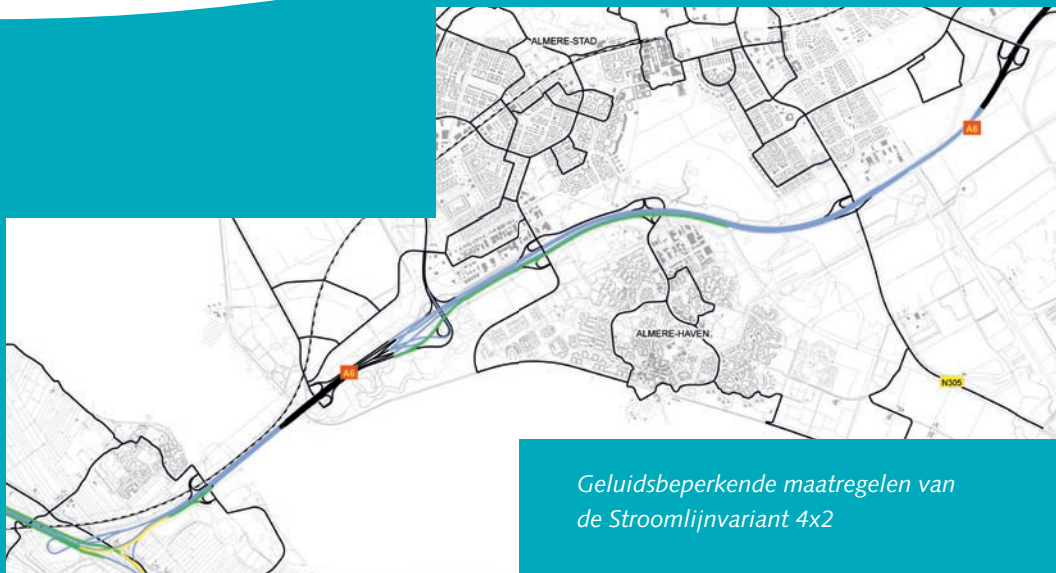 ALMERE-STAD
A6
ALMERE-HAVEN
A6
N305
Geluidsbeperkende maatregelen van
de Stroomlijnvariant 4x2